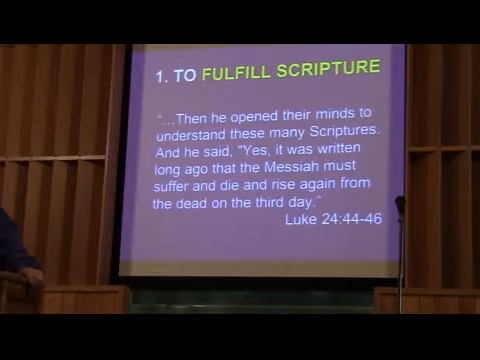 1. TO FULFILL SCRIPTURE
“…Then he opened their minds to
understand these many Scriptures.
And he said, "Yes, it was written
long ago that the Messiah must
suffer and die and rise again from
the dead on the third day.”
Luke 24:44-46